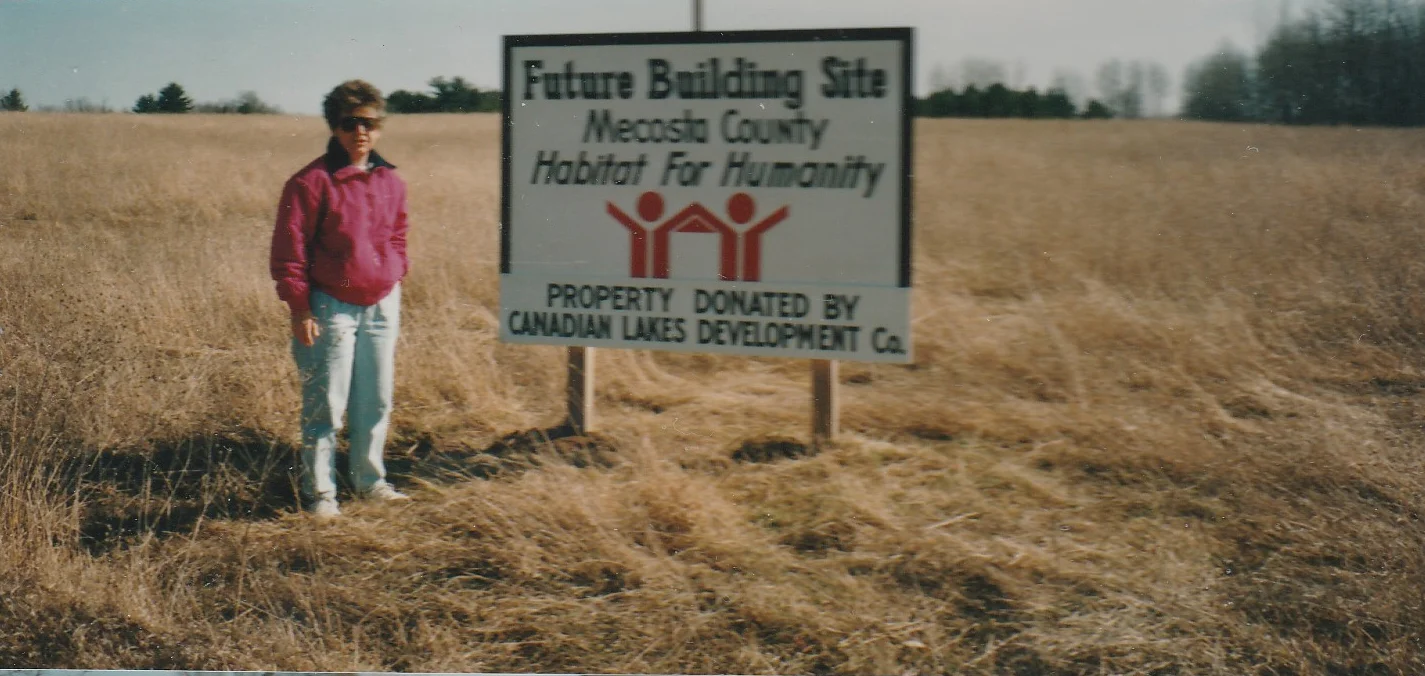 Future Building Site
Mecosta County
Habitat For Humanity
PROPERTY DONATED BY
CANADIAN LAKES DEVELOPMENT Co.